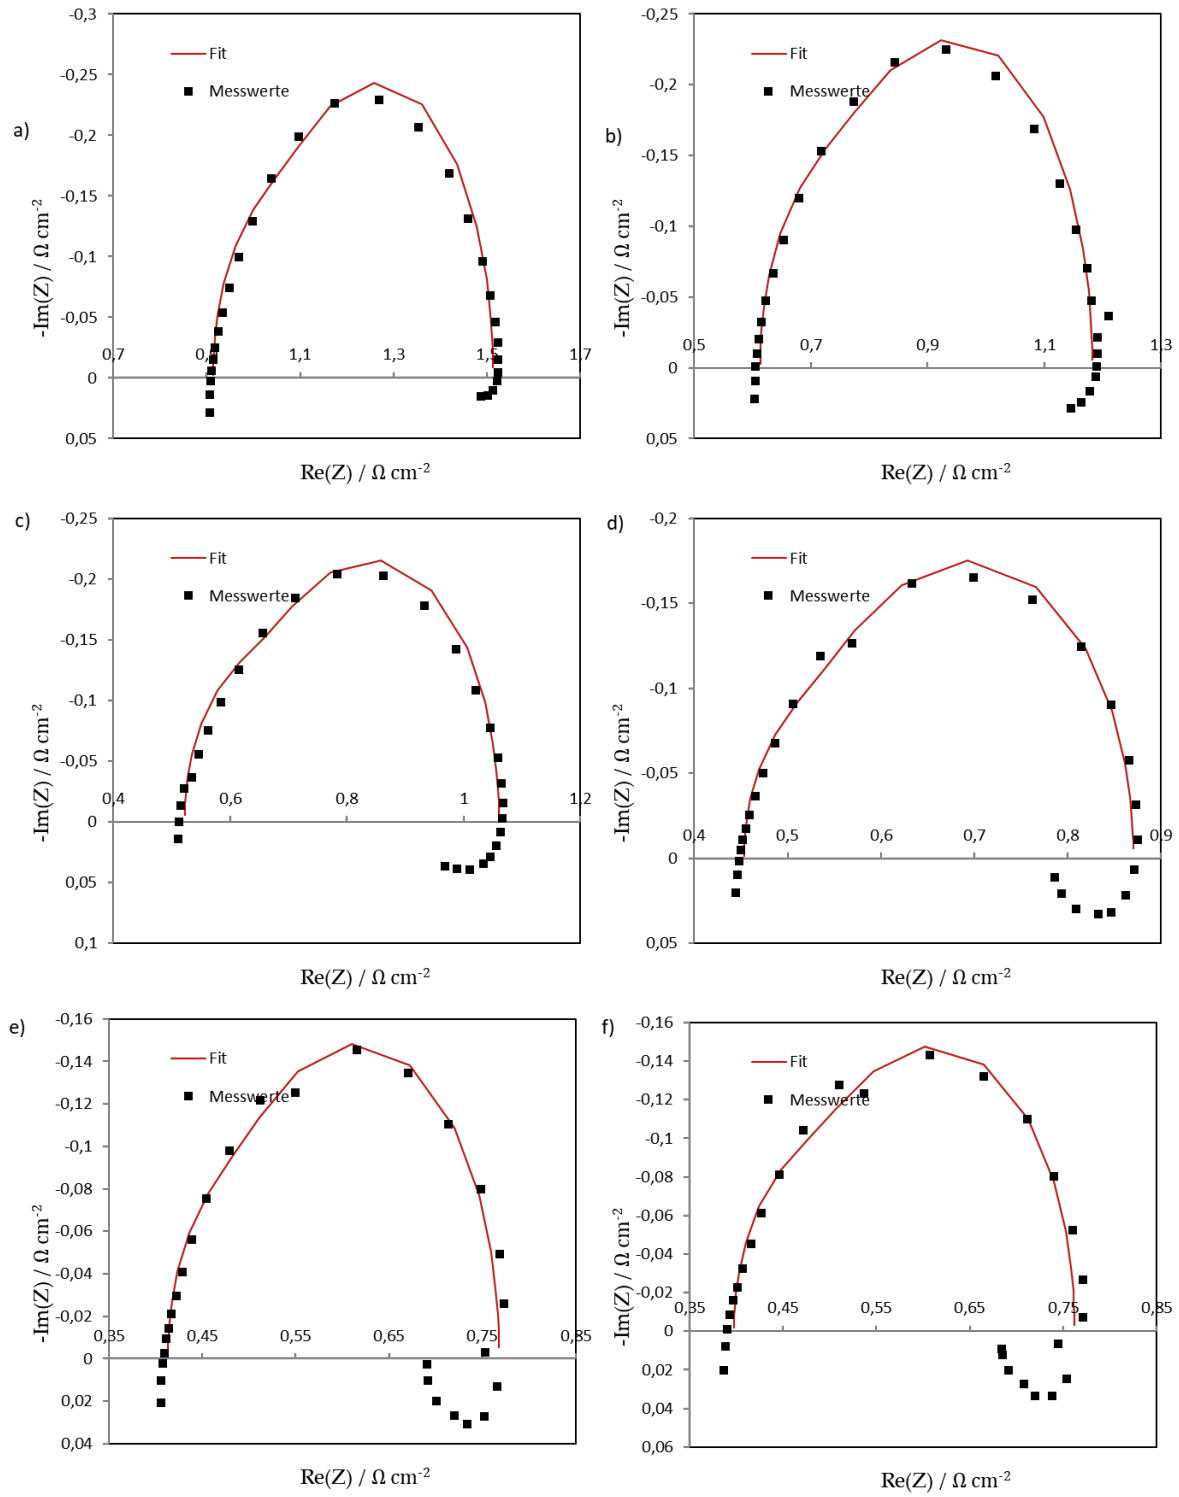 a)
-0,3
-0,25
-0,2
-0,15
-0,1
-0,05
0
0,05
0,7
0,9
1,1
1,3
1,5
1,7
Fit
Messwerte
-Im(Z) / Ω cm-2
Re(Z) / Ω cm-2
b)
-0,25
-0,2
-0,15
-0,1
-0,05
0
0,05
0,5
0,7
0,9
1,1
1,3
Fit
Messwerte
-Im(Z) / Ω cm-2
Re(Z) / Ω cm-2
c)
-0,25
-0,2
-0,15
-0,1
-0,05
0
0,05
0,1
0,4
0,6
0,8
1
1,2
Fit
Messwerte
-Im(Z) / Ω cm-2
Re(Z) / Ω cm-2
d)
-0,2
-0,15
-0,1
-0,05
0
0,05
0,4
0,5
0,6
0,7
0,8
0,9
Fit
Messwerte
-Im(Z) / Ω cm-2
Re(Z) / Ω cm-2
e)
-0,16
-0,14
-0,12
-0,1
-0,08
-0,06
-0,04
-0,02
0
0,02
0,04
0,35
0,45
0,55
0,65
0,75
0,85
Fit
Messwerte
-Im(Z) / Ω cm-2
Re(Z) / Ω cm-2
f)
-0,16
-0,14
-0,12
-0,1
-0,08
-0,06
-0,04
-0,02
0
0,02
0,04
0,06
0,35
0,45
0,55
0,65
0,75
0,85
Fit
Messwerte
-Im(Z) / Ω cm-2
Re(Z) / Ω cm-2